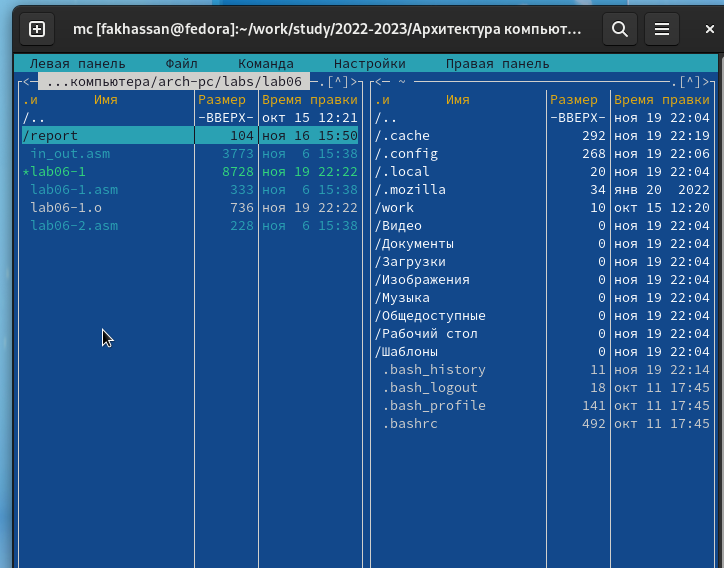 mc [fakhassan@fedora]:~/work/study/2022-2023/Архитектура компьют…
Левая панель Файл Команда Настройки Правая панель
<— ...компьютера/arch-pc/labs/lab06 —.[^]>
.и Имя Размер Время правки
/.. -ВВЕРХ- окт 15 12:21
/report 104 ноя 16 15:50
in_out.asm 3773 ноя 6 15:38
*lab06-1 8728 ноя 19 22:22
lab06-1.asm 333 ноя 6 15:38
lab06-1.o 736 ноя 19 22:22
lab06-2.asm 228 ноя 6 15:38
<— ~ —.[^]>
.и Имя Размер Время правки
/.. -ВВЕРХ- ноя 19 22:04
/.cache 292 ноя 19 22:19
/.config 268 ноя 19 22:06
/.local 20 ноя 19 22:04
/.mozilla 34 янв 20 2022
/work 10 окт 15 12:20
/Видео 0 ноя 19 22:04
/Документы 0 ноя 19 22:04
/Загрузки 0 ноя 19 22:04
/Изображения 0 ноя 19 22:04
/Музыка 0 ноя 19 22:04
/Общедоступные 0 ноя 19 22:04
/Рабочий стол 0 ноя 19 22:04
/Шаблоны 0 ноя 19 22:04
.bash_history 11 ноя 19 22:14
.bash_logout 18 окт 11 17:45
.bash_profile 141 окт 11 17:45
.bashrc 492 окт 11 17:45